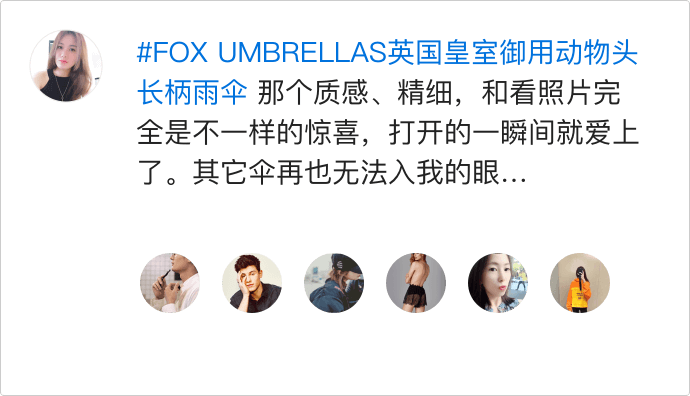 #FOX UMBRELLAS英国皇室御用动物头
长柄雨伞 那个质感、精细，和看照片完
全是不一样的惊喜，打开的一瞬间就爱上
了。其它伞再也无法入我的眼...